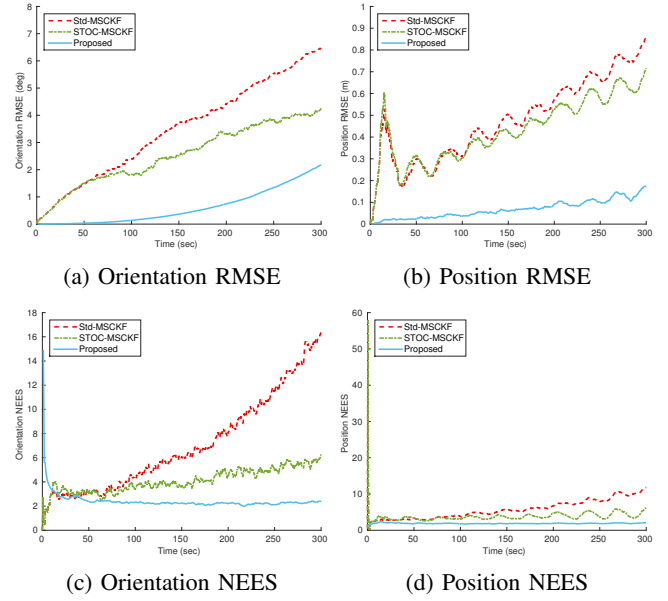 8
7
6
5
4
3
2
1
0
Orientation RMSE (deg)
Std-MSCKF
STOC-MSCKF
Proposed
0 50 100 150 200 250 300
Time (sec)
(a) Orientation RMSE
1
0.9
0.8
0.7
0.6
0.5
0.4
0.3
0.2
0.1
0
Position RMSE (m)
Std-MSCKF
STOC-MSCKF
Proposed
0 50 100 150 200 250 300
Time (sec)
(b) Position RMSE
18
16
14
12
10
8
6
4
2
0
Orientation NEES
Std-MSCKF
STOC-MSCKF
Proposed
0 50 100 150 200 250 300
Time (sec)
(c) Orientation NEES
60
50
40
30
20
10
0
Position NEES
Std-MSCKF
STOC-MSCKF
Proposed
0 50 100 150 200 250 300
Time (sec)
(d) Position NEES